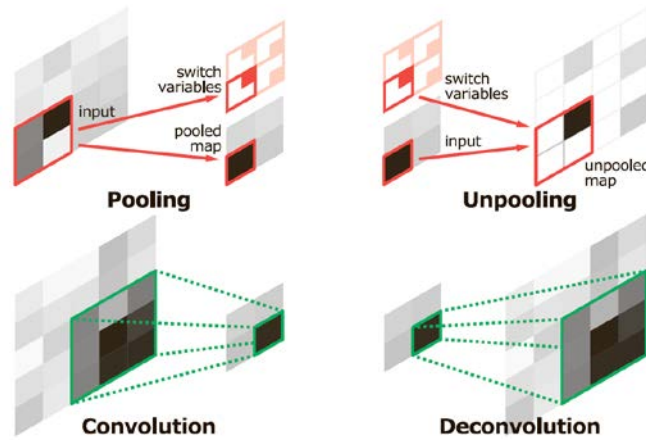 switch
variables
input
pooled
map
Pooling
switch
variables
input
unpooled
map
Unpooling
Convolution
Deconvolution